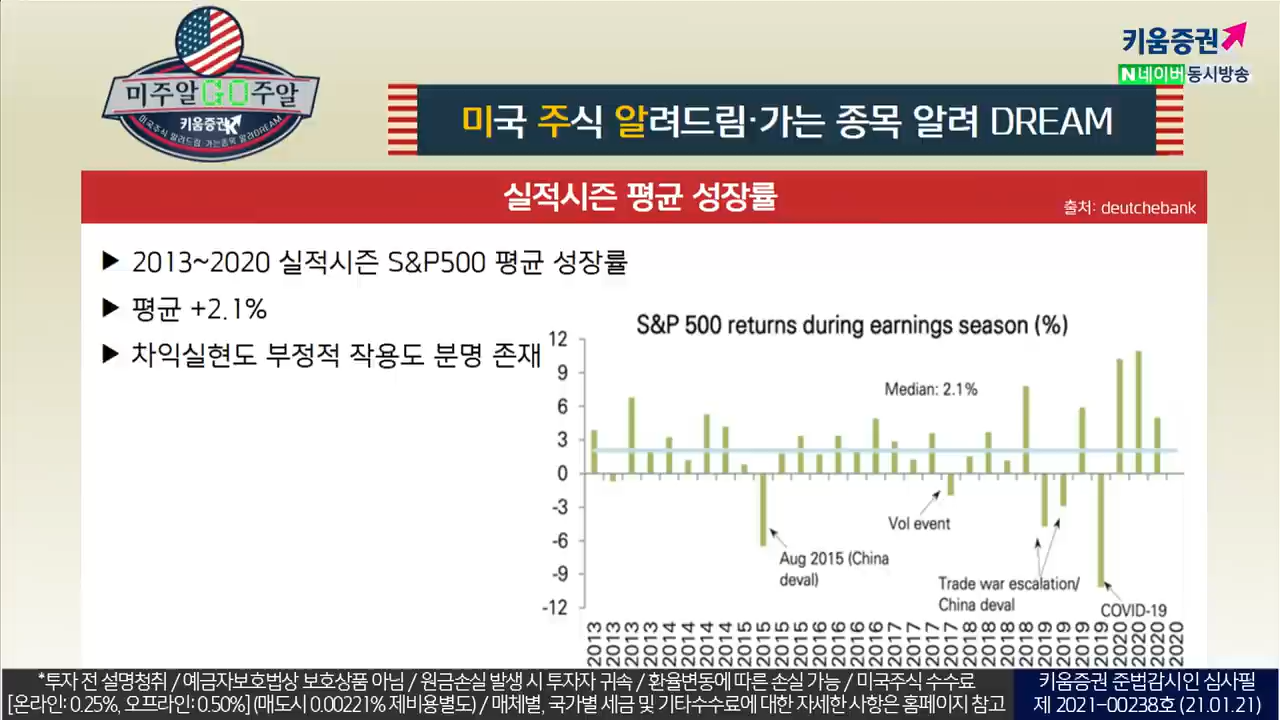 미주알GO주알
키움증권
미국주식 알려드림·가는종목 알려DREAM
키움증권
N네이버 동시방송
미국 주식 알려드림·가는 종목 알려 DREAM
실적시즌 평균 성장률
출처: deutchebank
▶ 2013~2020 실적시즌 S&P500 평균 성장률
▶ 평균 +2.1%
▶ 차익실현도 부정적 작용도 분명 존재
S&P 500 returns during earnings season (%)
12
9
6
3
0
-3
-6
-9
-12
Median: 2.1%
Vol event
Aug 2015 (China
deval)
Trade war escalation/
China deval
COVID-19
2013 2013 2013 2013 2014 2014 2014 2014 2015 2015 2015 2015 2016 2016 2016 2016 2017 2017 2017 2017 2018 2018 2018 2018 2019 2019 2019 2019 2020 2020 2020 2020
*투자 전 설명청취 / 예금자보호법상 보호상품 아님 / 원금손실 발생 시 투자자 귀속 / 환율변동에 따른 손실 가능 / 미국주식 수수료
[온라인: 0.25%, 오프라인: 0.50%] (매도시 0.00221% 제비용별도) / 매체별, 국가별 세금 및 기타수수료에 대한 자세한 사항은 홈페이지 참고
키움증권 준법감시인 심사필
제 2021-00238호 (21.01.21)